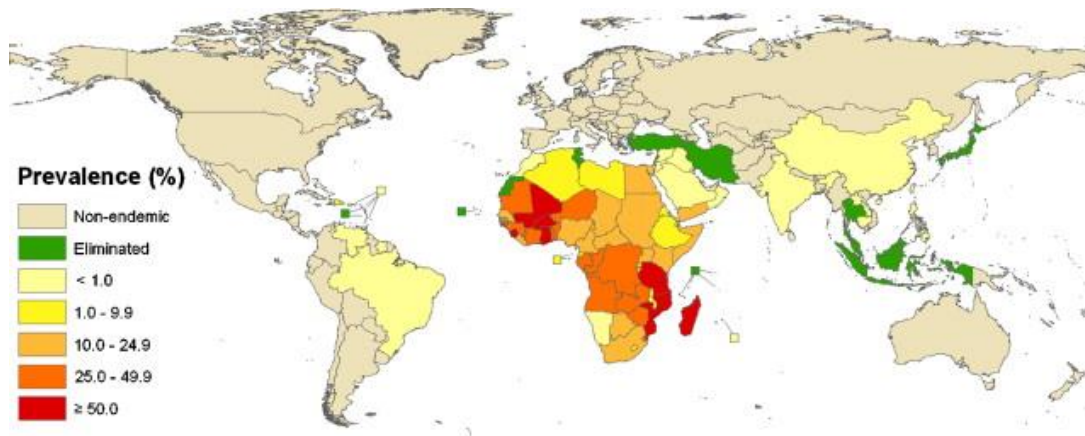 Prevalence (%)
Non-endemic
Eliminated
< 1.0
1.0 - 9.9
10.0 - 24.9
25.0 - 49.9
≥ 50.0